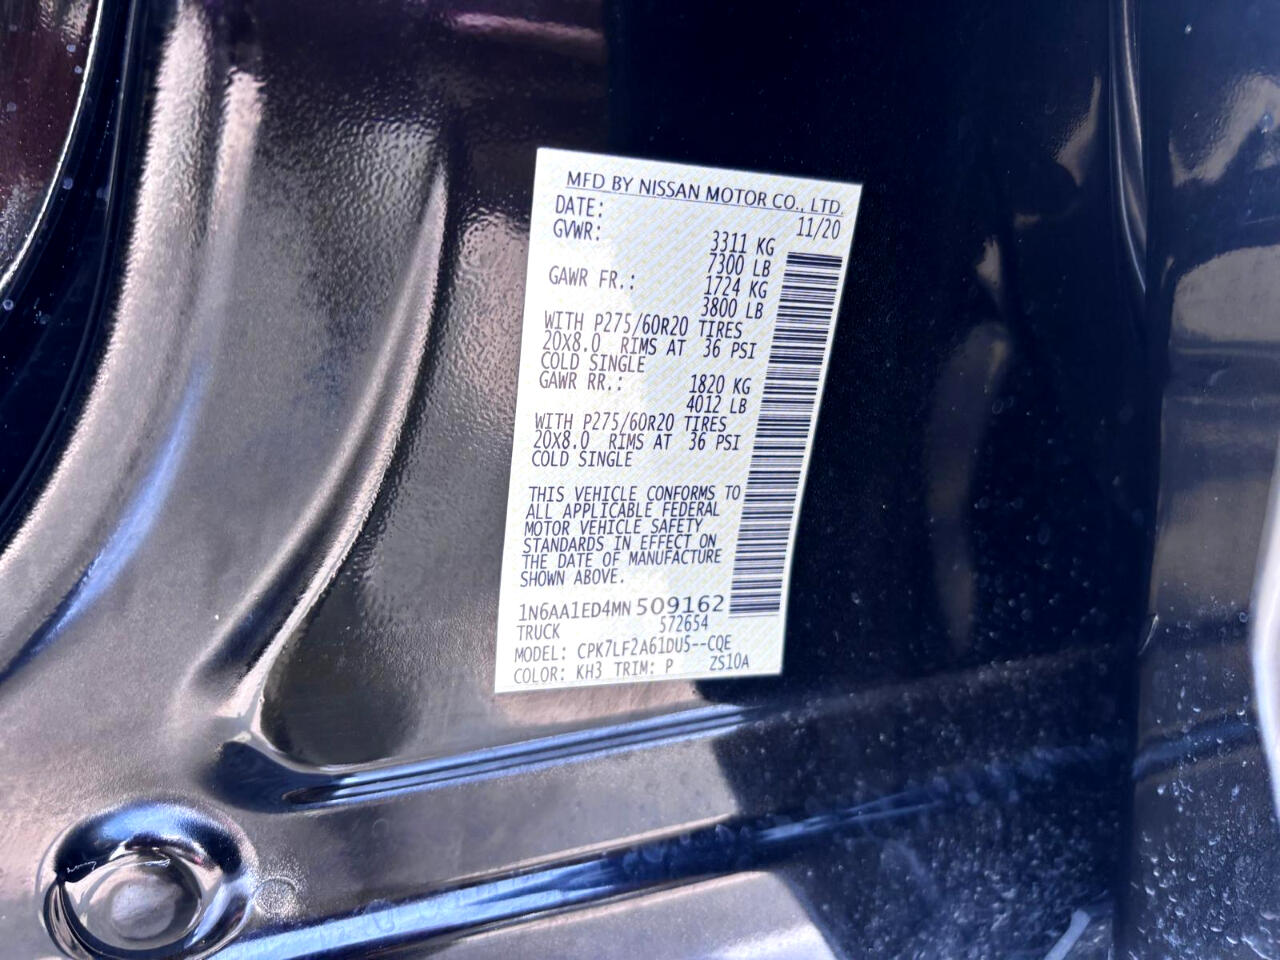 MFD BY NISSAN MOTOR CO., LTD.
DATE: 11/20
GVWR: 3311 KG
7300 LB
GAWR FR.: 1724 KG
3800 LB
WITH P275/60R20 TIRES
20X8.0 RIMS AT 36 PSI
COLD SINGLE
GAWR RR.: 1820 KG
4012 LB
WITH P275/60R20 TIRES
20X8.0 RIMS AT 36 PSI
COLD SINGLE
THIS VEHICLE CONFORMS TO
ALL APPLICABLE FEDERAL
MOTOR VEHICLE SAFETY
STANDARDS IN EFFECT ON
THE DATE OF MANUFACTURE
SHOWN ABOVE.
1N6AA1ED4MN509162
TRUCK 572654
MODEL: CPK7LF2A61DU5--CQE
COLOR: KH3 TRIM: P ZS10A